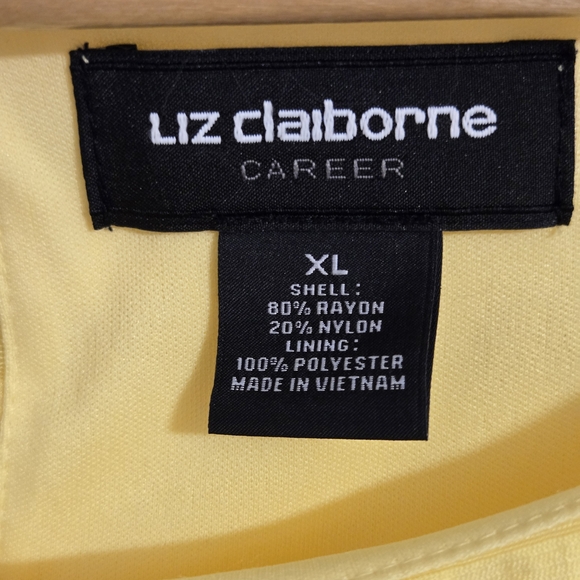 Liz claiborne
CAREER
XL
SHELL:
80% RAYON
20% NYLON
LINING:
100% POLYESTER
MADE IN VIETNAM